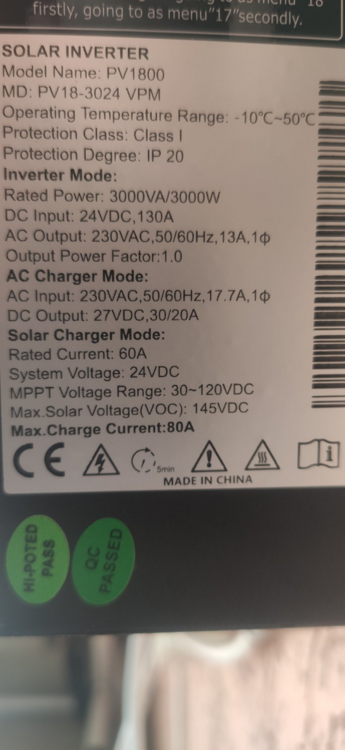 firstly, going to as menu"17"secondly.
SOLAR INVERTER
Model Name: PV1800
MD: PV18-3024 VPM
Operating Temperature Range: -10℃~50℃
Protection Class: Class I
Protection Degree: IP 20
Inverter Mode:
Rated Power: 3000VA/3000W
DC Input: 24VDC,130A
AC Output: 230VAC,50/60Hz,13A,1ϕ
Output Power Factor:1.0
AC Charger Mode:
AC Input: 230VAC,50/60Hz,17.7A,1ϕ
DC Output: 27VDC,30/20A
Solar Charger Mode:
Rated Current: 60A
System Voltage: 24VDC
MPPT Voltage Range: 30~120VDC
Max.Solar Voltage(VOC): 145VDC
Max.Charge Current:80A
CE
5min
MADE IN CHINA
HI-POTED
PASS
QC
PASSED